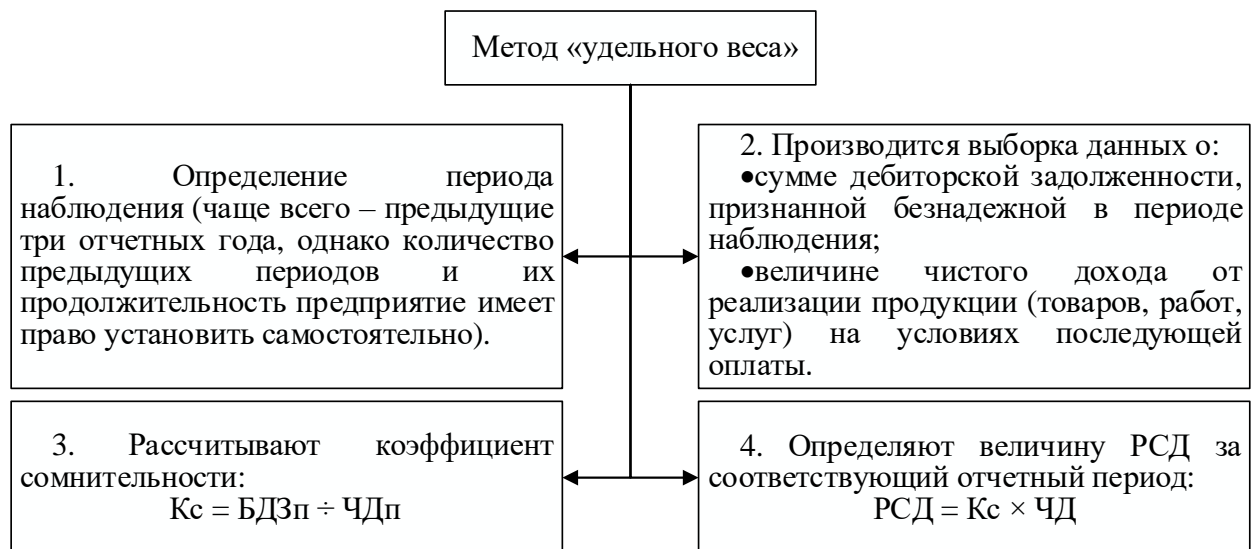 Метод «удельного веса»
1. Определение периода
наблюдения (чаще всего – предыдущие
три отчетных года, однако количество
предыдущих периодов и их
продолжительность предприятие имеет
право установить самостоятельно).
2. Производится выборка данных о:
•сумме дебиторской задолженности,
признанной безнадежной в периоде
наблюдения;
•величине чистого дохода от
реализации продукции (товаров, работ,
услуг) на условиях последующей
оплаты.
3. Рассчитывают коэффициент
сомнительности:
Кс = БДЗп ÷ ЧДп
4. Определяют величину РСД за
соответствующий отчетный период:
РСД = Кс × ЧД